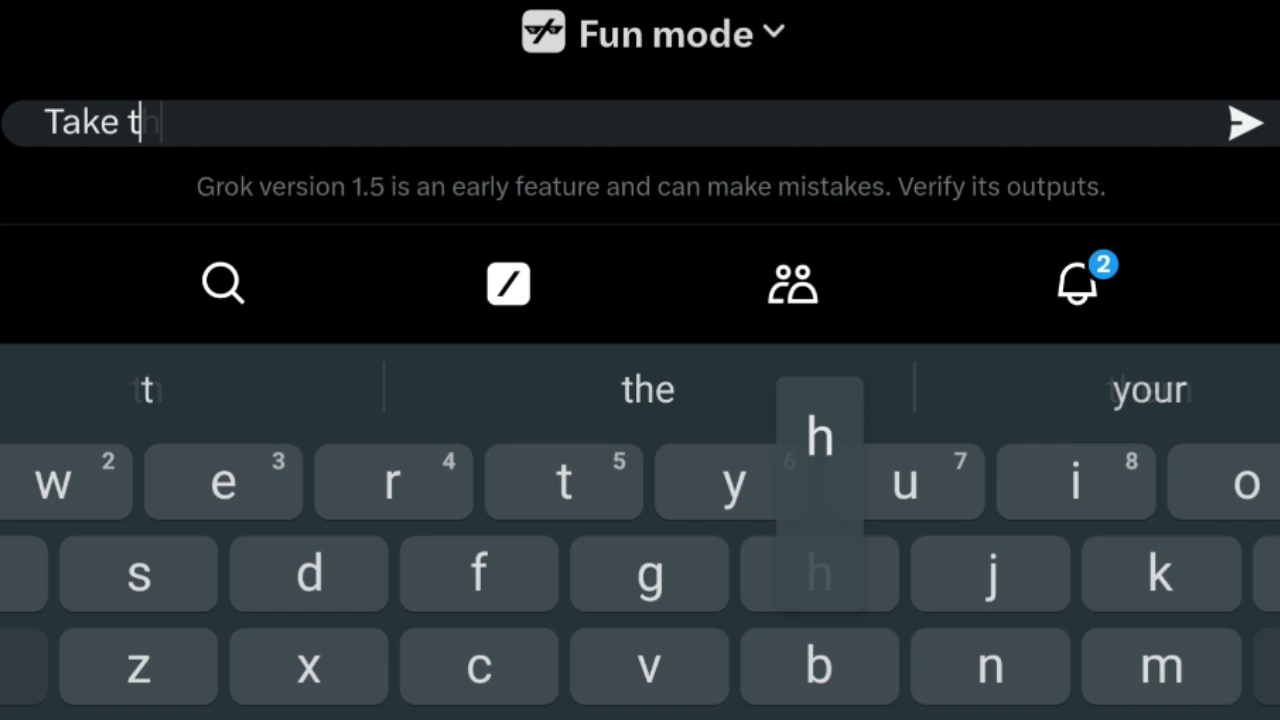 Fun mode
Take th
Grok version 1.5 is an early feature and can make mistakes. Verify its outputs.
2
t the your
h
w 2 e 3 r 4 t 5 y 6 u 7 i 8 o
s d f g h j k
z x c v b n m